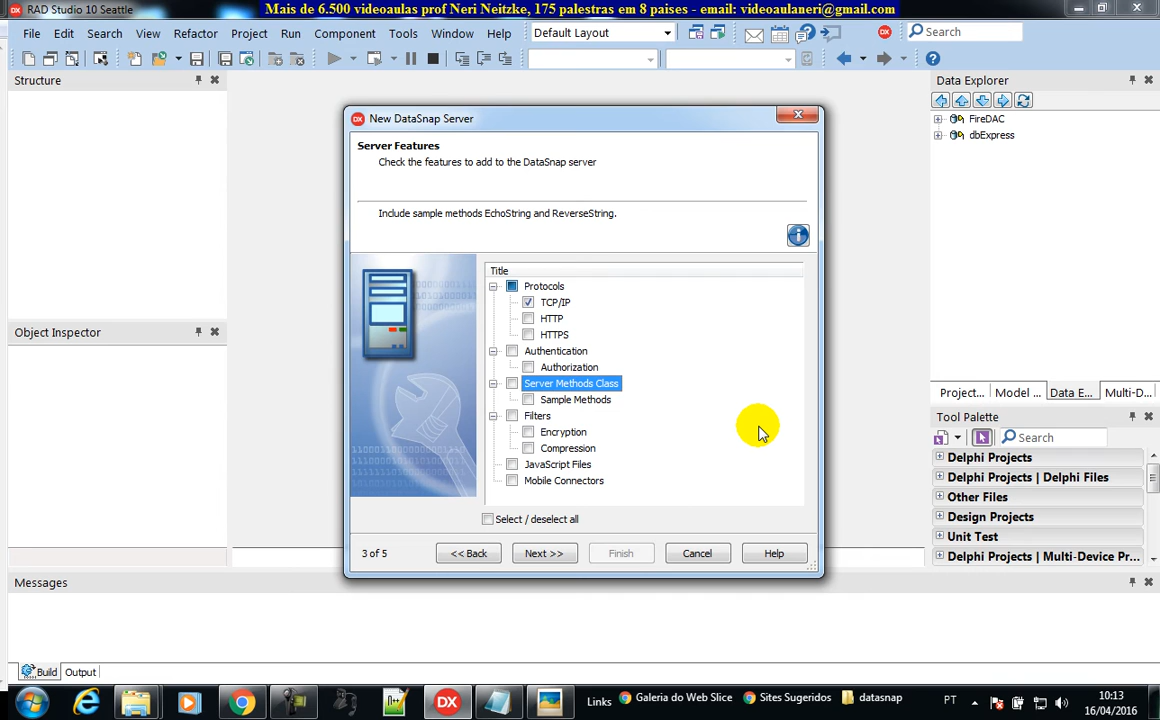 RAD Studio 10 Seattle
Mais de 6.500 videoaulas prof Neri Neitzke, 175 palestras em 8 paises - email: videoaulaneri@gmail.com
File Edit Search View Refactor Project Run Component Tools Window Help
Default Layout
Search
Structure
Object Inspector
New DataSnap Server
Server Features
Check the features to add to the DataSnap server
Include sample methods EchoString and ReverseString.
Title
Protocols
TCP/IP
HTTP
HTTPS
Authentication
Authorization
Server Methods Class
Sample Methods
Filters
Encryption
Compression
JavaScript Files
Mobile Connectors
Select / deselect all
3 of 5
<< Back
Next >>
Finish
Cancel
Help
Data Explorer
FireDAC
dbExpress
Project... Model ... Data E... Multi-D...
Tool Palette
Search
Delphi Projects
Delphi Projects | Delphi Files
Other Files
Design Projects
Unit Test
Delphi Projects | Multi-Device Pr...
Messages
Build Output
Links Galeria do Web Slice Sites Sugeridos datasnap PT
10:13
16/04/2016